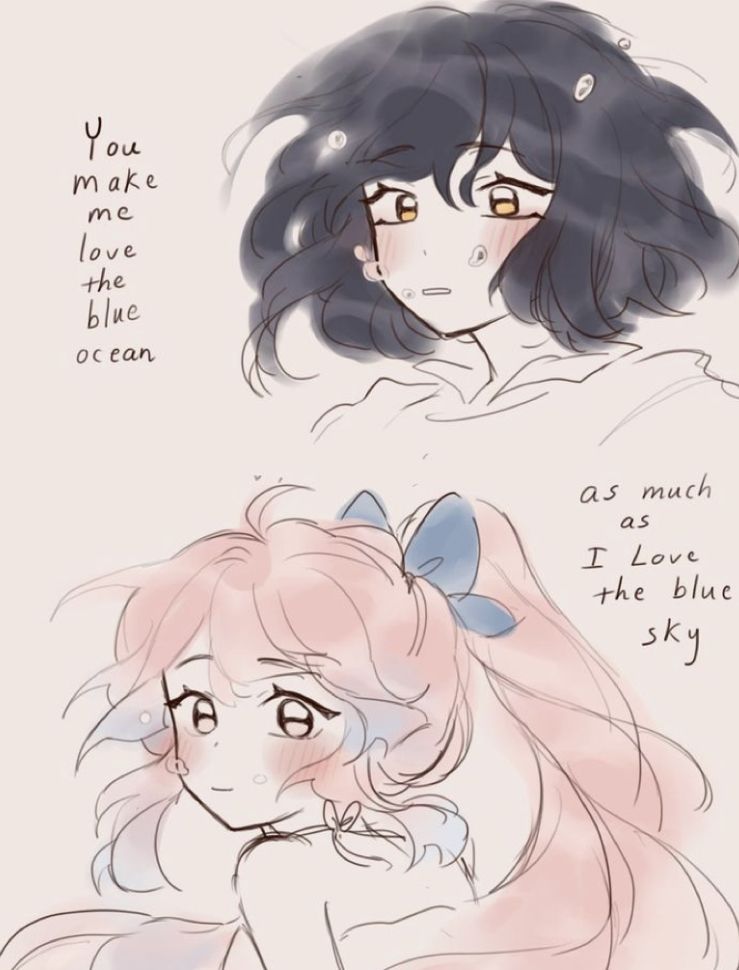 You
make
me
love
the
blue
ocean
as much
as
I Love
the blue
sky